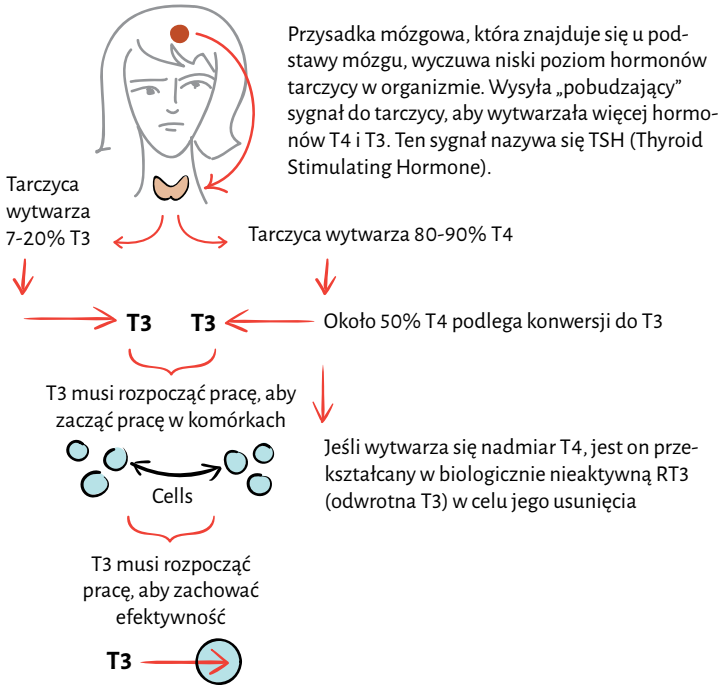 Przysadka mózgowa, która znajduje się u pod-
stawy mózgu, wyczuwa niski poziom hormonów
tarczycy w organizmie. Wysyła „pobudzający”
sygnał do tarczycy, aby wytwarzała więcej hormo-
nów T4 i T3. Ten sygnał nazywa się TSH (Thyroid
Stimulating Hormone).
Tarczyca
wytwarza
7-20% T3
Tarczyca wytwarza 80-90% T4
T3 T3
Około 50% T4 podlega konwersji do T3
T3 musi rozpocząć pracę, aby
zacząć pracę w komórkach
Cells
Jeśli wytwarza się nadmiar T4, jest on prze-
kształcany w biologicznie nieaktywną RT3
(odwrotna T3) w celu jego usunięcia
T3 musi rozpocząć
pracę, aby zachować
efektywność
T3